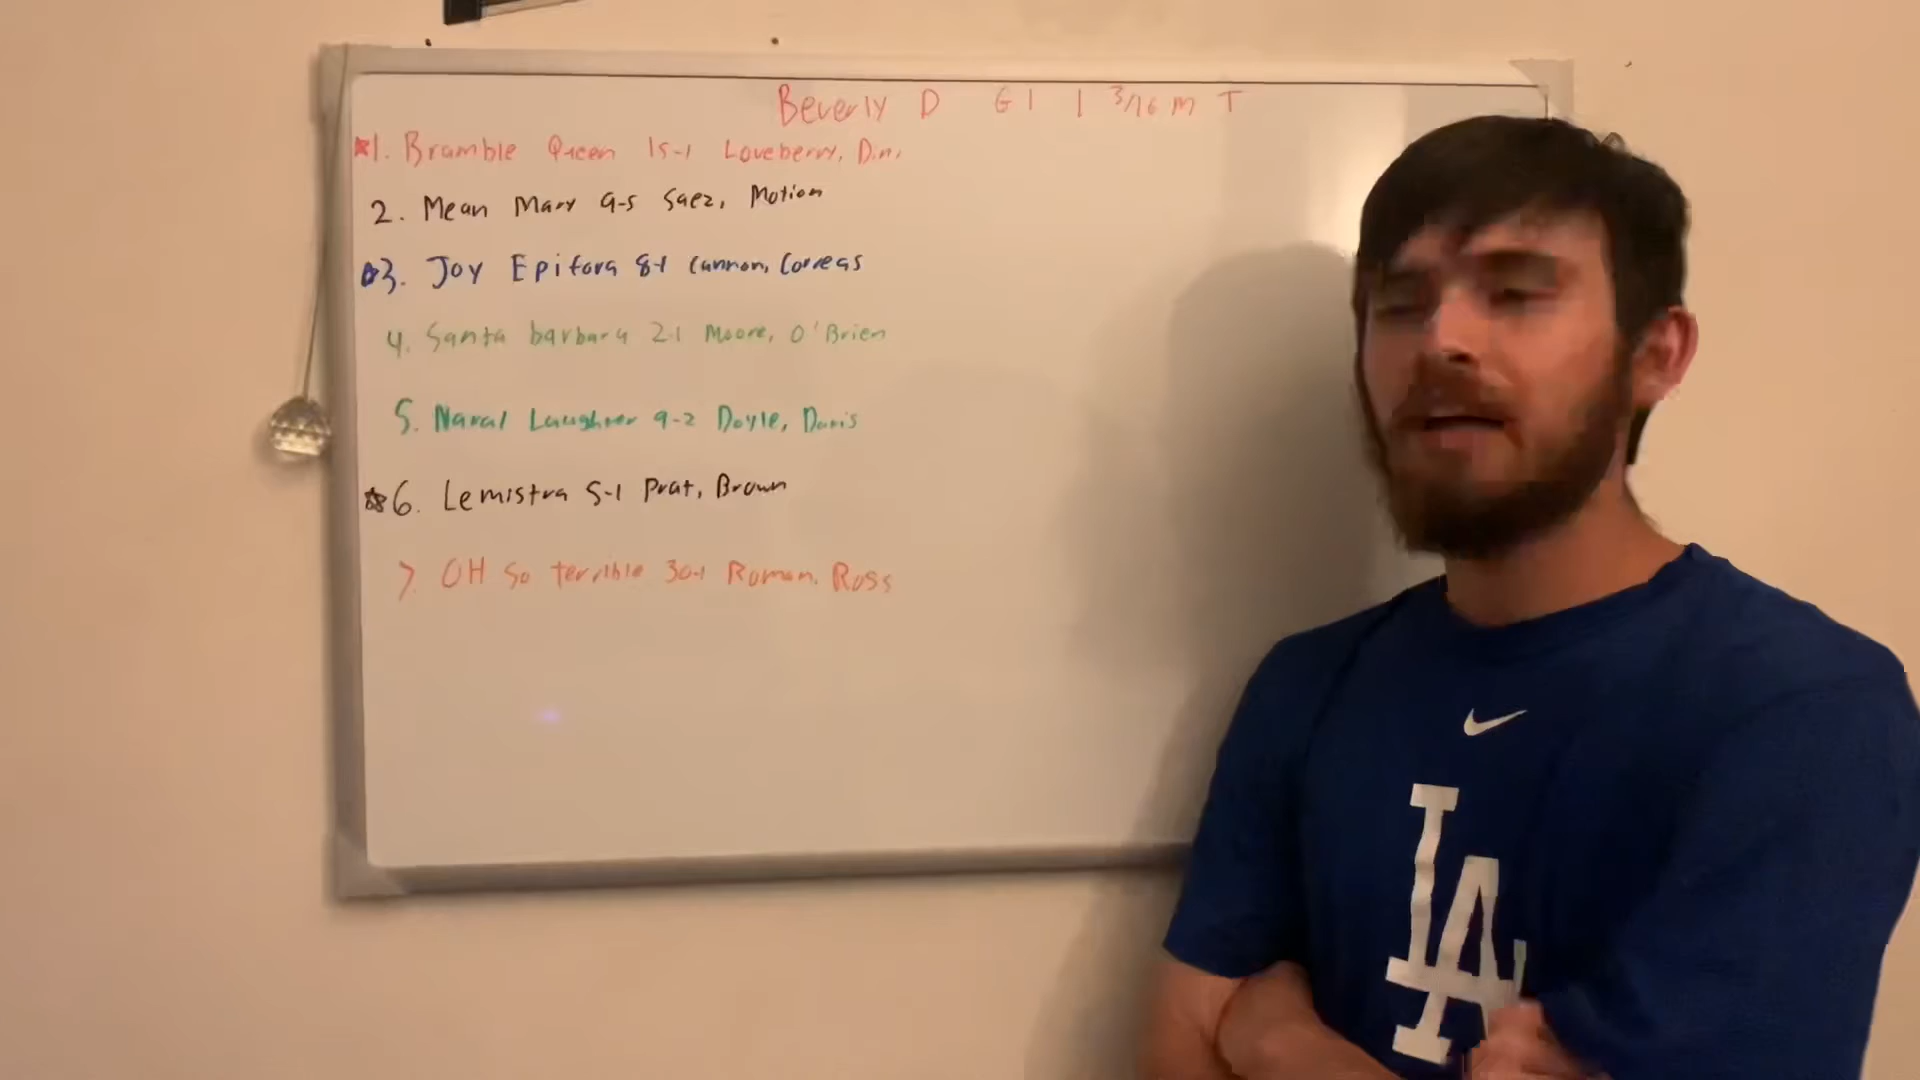 Beverly D G1 1 3/16 M T
1. Bramble Queen 15-1 Loveberry, Dini
2. Mean Mary 9-5 Saez, Motion
3. Joy Epifora 8-1 Cannon, Correas
4. Santa barbara 2-1 Moore, O'Brien
5. Naval Laughter 9-2 Doyle, Davis
6. Lemistra 5-1 Prat, Brown
7. OH So terrible 30-1 Roman, Ross
LA